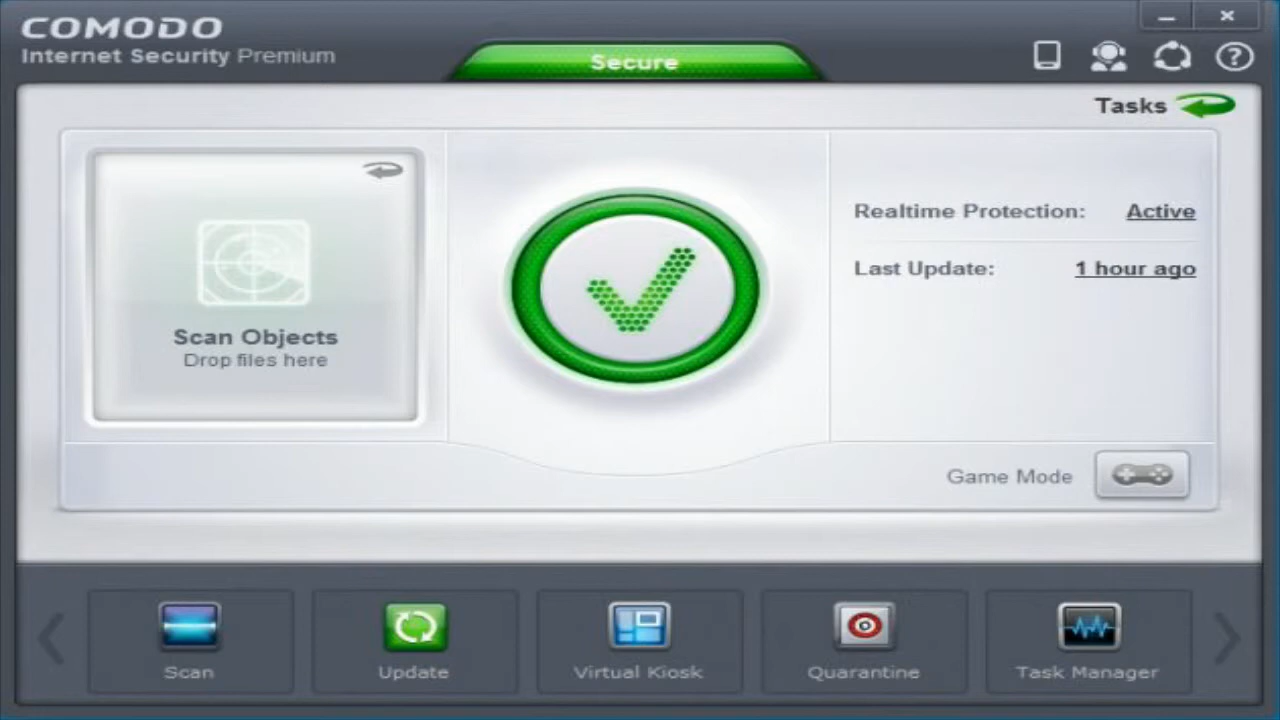 COMODO
Internet Security Premium
Secure
Tasks
Scan Objects
Drop files here
Realtime Protection: Active
Last Update: 1 hour ago
Game Mode
Scan
Update
Virtual Kiosk
Quarantine
Task Manager